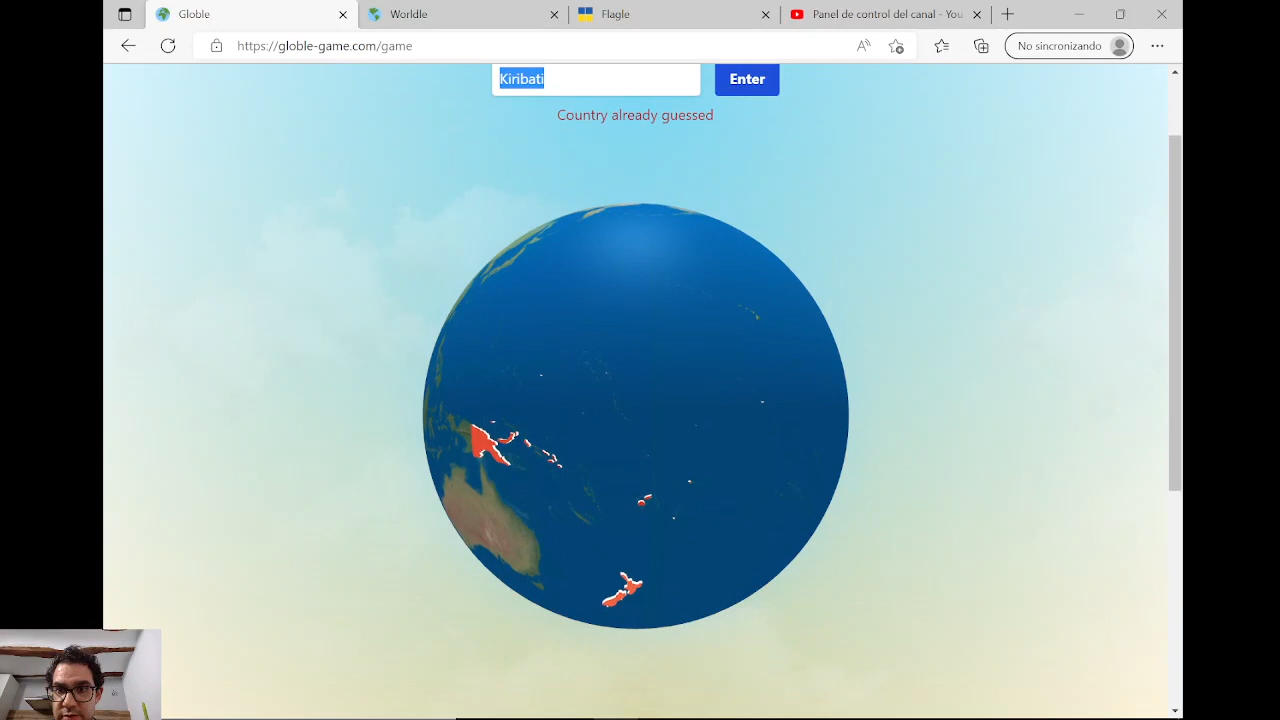 Globle
Worldle
Flagle
Panel de control del canal - You
https://globle-game.com/game
No sincronizando
Kiribati
Enter
Country already guessed